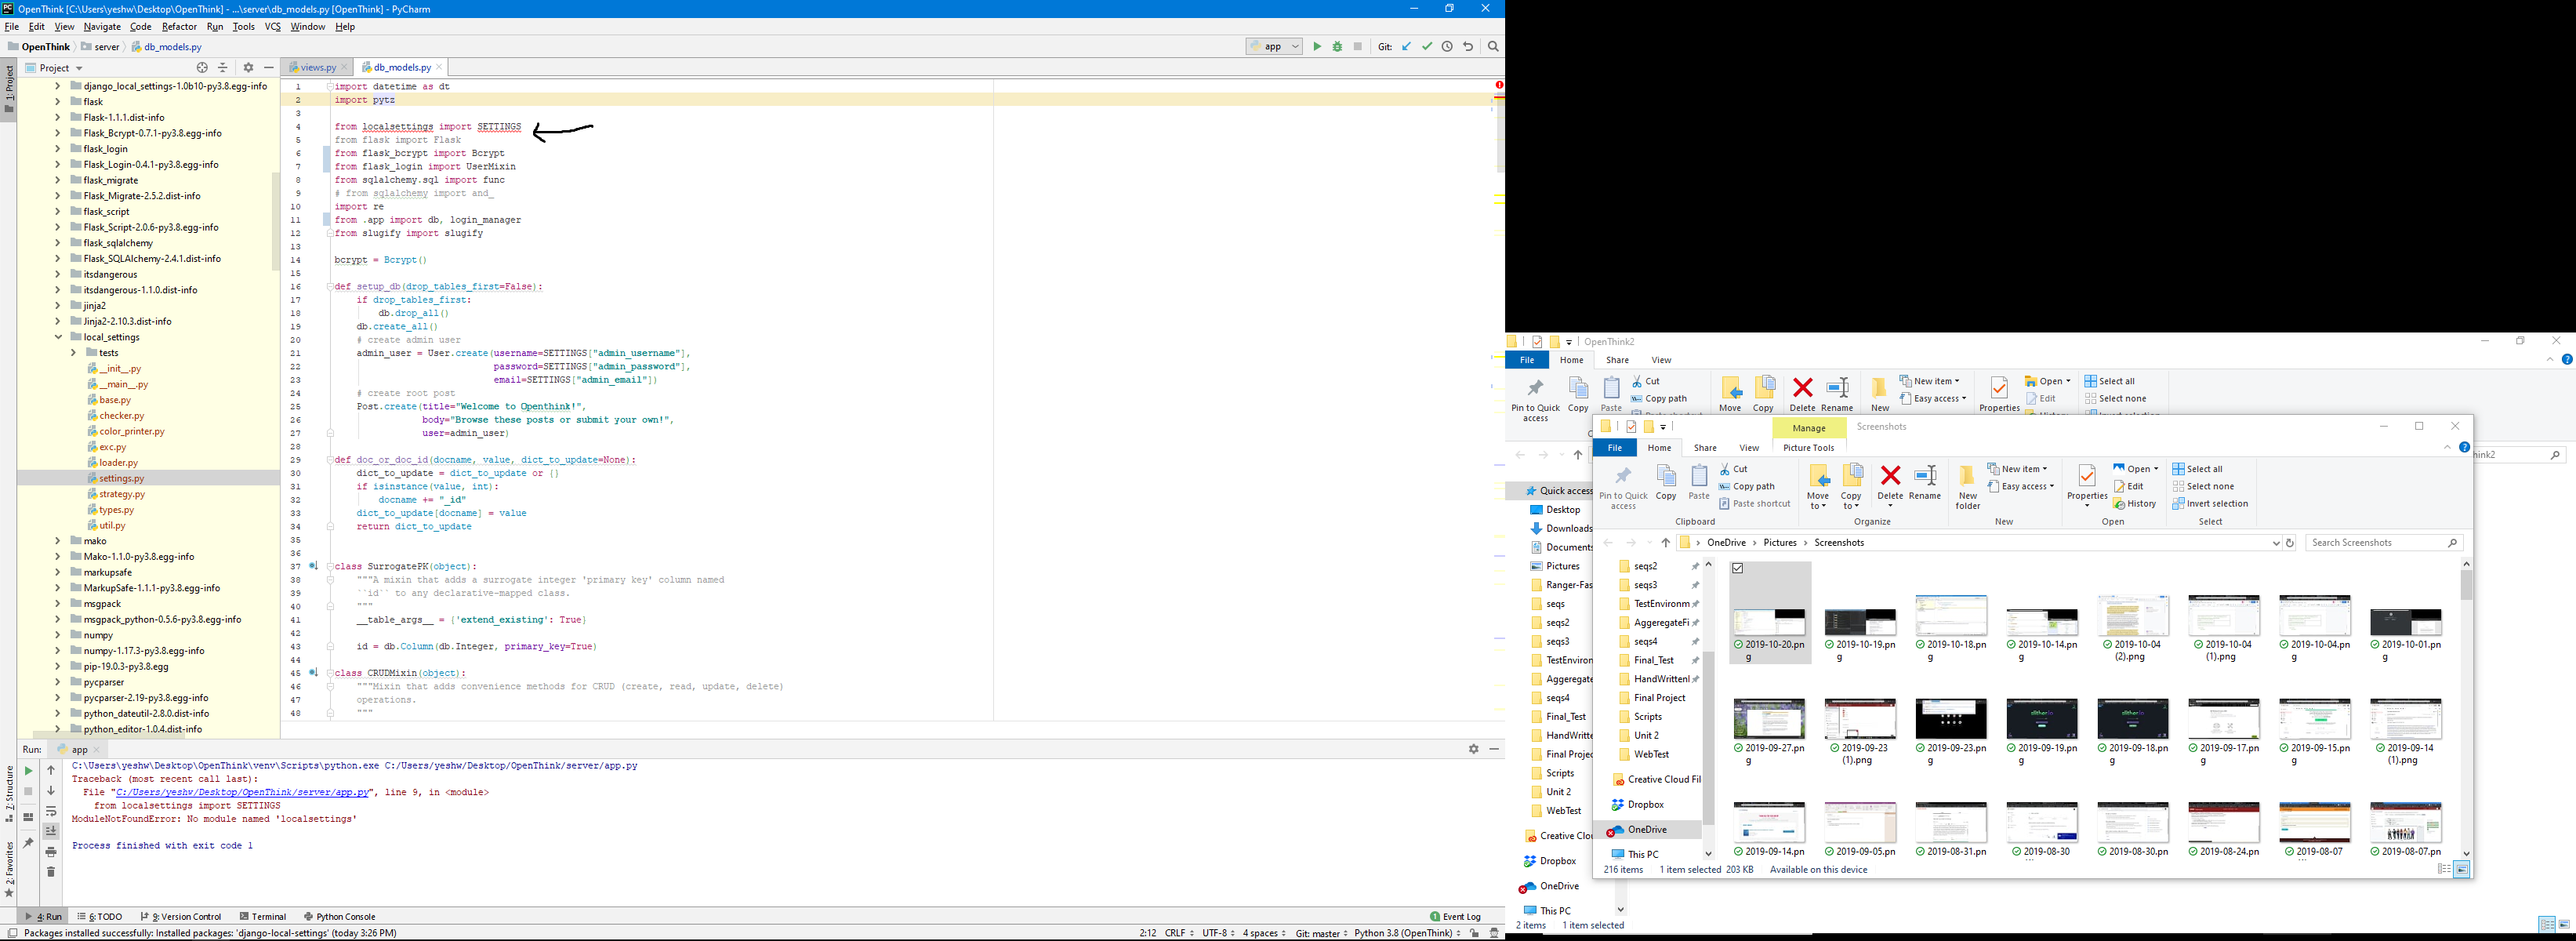 OpenThink [C:\Users\yeshw\Desktop\OpenThink] - ...\server\db_models.py [OpenThink] - PyCharm
File Edit View Navigate Code Refactor Run Tools VCS Window Help
OpenThink server db_models.py
app Git:
Project
views.py db_models.py
1: Project
django_local_settings-1.0b10-py3.8.egg-info
flask
Flask-1.1.1.dist-info
Flask_Bcrypt-0.7.1-py3.8.egg-info
flask_login
Flask_Login-0.4.1-py3.8.egg-info
flask_migrate
Flask_Migrate-2.5.2.dist-info
flask_script
Flask_Script-2.0.6-py3.8.egg-info
flask_sqlalchemy
Flask_SQLAlchemy-2.4.1.dist-info
itsdangerous
itsdangerous-1.1.0.dist-info
jinja2
Jinja2-2.10.3.dist-info
local_settings
tests
__init__.py
__main__.py
base.py
checker.py
color_printer.py
exc.py
loader.py
settings.py
strategy.py
types.py
util.py
mako
Mako-1.1.0-py3.8.egg-info
markupsafe
MarkupSafe-1.1.1-py3.8.egg-info
msgpack
msgpack_python-0.5.6-py3.8.egg-info
numpy
numpy-1.17.3-py3.8.egg-info
pip-19.0.3-py3.8.egg
pycparser
pycparser-2.19-py3.8.egg-info
python_dateutil-2.8.0.dist-info
python_editor-1.0.4.dist-info
1 import datetime as dt
2 import pytz
3
4 from localsettings import SETTINGS
5 from flask import Flask
6 from flask_bcrypt import Bcrypt
7 from flask_login import UserMixin
8 from sqlalchemy.sql import func
9 # from sqlalchemy import and_
10 import re
11 from .app import db, login_manager
12 from slugify import slugify
13
14 bcrypt = Bcrypt()
15
16 def setup_db(drop_tables_first=False):
17 if drop_tables_first:
18 db.drop_all()
19 db.create_all()
20 # create admin user
21 admin_user = User.create(username=SETTINGS["admin_username"],
22 password=SETTINGS["admin_password"],
23 email=SETTINGS["admin_email"])
24 # create root post
25 Post.create(title="Welcome to Openthink!",
26 body="Browse these posts or submit your own!",
27 user=admin_user)
28
29 def doc_or_doc_id(docname, value, dict_to_update=None):
30 dict_to_update = dict_to_update or {}
31 if isinstance(value, int):
32 docname += "_id"
33 dict_to_update[docname] = value
34 return dict_to_update
35
36
37 class SurrogatePK(object):
38 """A mixin that adds a surrogate integer 'primary key' column named
39 ``id`` to any declarative-mapped class.
40 """
41 __table_args__ = {'extend_existing': True}
42
43 id = db.Column(db.Integer, primary_key=True)
44
45 class CRUDMixin(object):
46 """Mixin that adds convenience methods for CRUD (create, read, update, delete)
47 operations.
48 """
Run: app
C:\Users\yeshw\Desktop\OpenThink\venv\Scripts\python.exe C:/Users/yeshw/Desktop/OpenThink/server/app.py
Traceback (most recent call last):
File "C:/Users/yeshw/Desktop/OpenThink/server/app.py", line 9, in <module>
from localsettings import SETTINGS
ModuleNotFoundError: No module named 'localsettings'
Process finished with exit code 1
7: Structure
2: Favorites
4: Run 6: TODO 9: Version Control Terminal Python Console
1 Event Log
Packages installed successfully: Installed packages: 'django-local-settings' (today 3:26 PM)
2:12 CRLF UTF-8 4 spaces Git: master Python 3.8 (OpenThink)
OpenThink2
File Home Share View
Pin to Quick access
Copy
Paste
Cut
Copy path
Move
Copy
Delete
Rename
New
New item
Easy access
Properties
Open
Edit
Select all
Select none
Quick access
Desktop
Downloads
Documents
Pictures
Ranger-Fas
seqs
seqs2
seqs3
TestEnviron
Aggregate
seqs4
Final_Test
HandWritte
Final Projec
Scripts
Unit 2
WebTest
Creative Clou
Dropbox
OneDrive
This PC
2 items 1 item selected
Manage Screenshots
File Home Share View Picture Tools
Pin to Quick access
Copy
Paste
Cut
Copy path
Paste shortcut
Clipboard
Move to
Copy to
Delete
Rename
Organize
New folder
New item
Easy access
New
Properties
Open
Edit
History
Open
Select all
Select none
Invert selection
Select
OneDrive Pictures Screenshots
Search Screenshots
seqs2
seqs3
TestEnvironm
AggeregateFi
seqs4
Final_Test
HandWrittenI
Final Project
Scripts
Unit 2
WebTest
Creative Cloud Fil
Dropbox
OneDrive
This PC
2019-10-20.png
2019-10-19.png
2019-10-18.png
2019-10-14.png
2019-10-04 (2).png
2019-10-04 (1).png
2019-10-04.png
2019-10-01.png
2019-09-27.png
2019-09-23 (1).png
2019-09-23.png
2019-09-19.png
2019-09-18.png
2019-09-17.png
2019-09-15.png
2019-09-14 (1).png
2019-09-14.pn
2019-09-05.pn
2019-08-31.pn
2019-08-30
2019-08-30.pn
2019-08-24.pn
2019-08-07
2019-08-07.pn
216 items 1 item selected 203 KB Available on this device